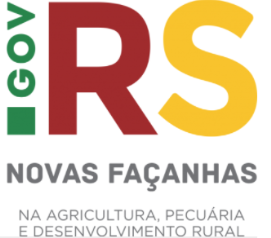 .GOV
RS
NOVAS FAÇANHAS
NA AGRICULTURA, PECUÁRIA
E DESENVOLVIMENTO RURAL